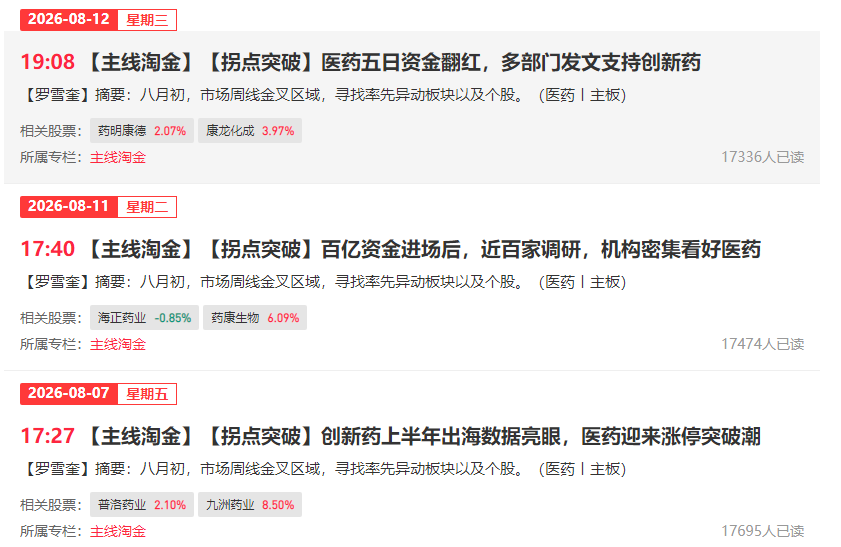 2026-08-12 星期三
19:08 【主线淘金】【拐点突破】医药五日资金翻红，多部门发文支持创新药
【罗雪奎】摘要：八月初，市场周线金叉区域，寻找率先异动板块以及个股。（医药丨主板）
相关股票： 药明康德 2.07% 康龙化成 3.97%
所属专栏：主线淘金 17336人已读
2026-08-11 星期二
17:40 【主线淘金】【拐点突破】百亿资金进场后，近百家调研，机构密集看好医药
【罗雪奎】摘要：八月初，市场周线金叉区域，寻找率先异动板块以及个股。（医药丨主板）
相关股票： 海正药业 -0.85% 药康生物 6.09%
所属专栏：主线淘金 17474人已读
2026-08-07 星期五
17:27 【主线淘金】【拐点突破】创新药上半年出海数据亮眼，医药迎来涨停突破潮
【罗雪奎】摘要：八月初，市场周线金叉区域，寻找率先异动板块以及个股。（医药丨主板）
相关股票： 普洛药业 2.10% 九洲药业 8.50%
所属专栏：主线淘金 17695人已读